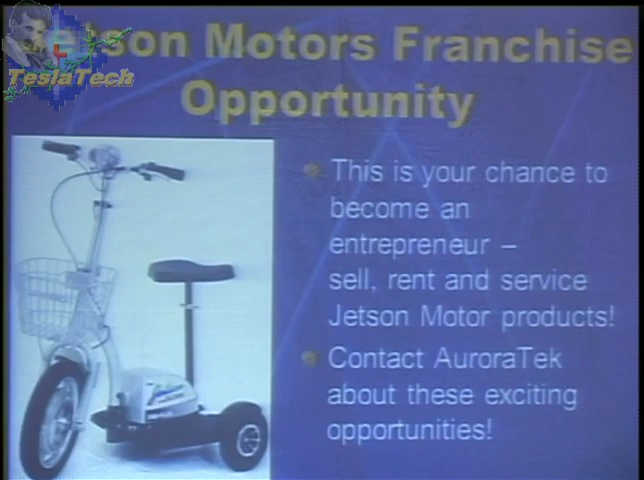 Jetson Motors Franchise
Opportunity
TeslaTech
This is your chance to
become an
entrepreneur –
sell, rent and service
Jetson Motor products!
Contact AuroraTek
about these exciting
opportunities!